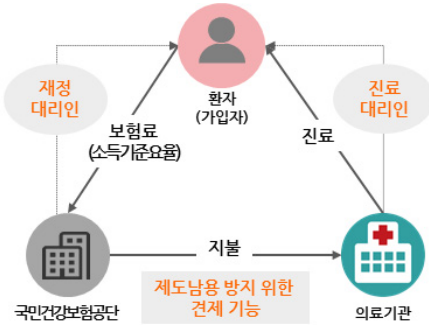 환자
(가입자)
재정
대리인
진료
대리인
보험료
(소득기준요율)
진료
지불
국민건강보험공단
제도남용 방지 위한
견제 기능
의료기관